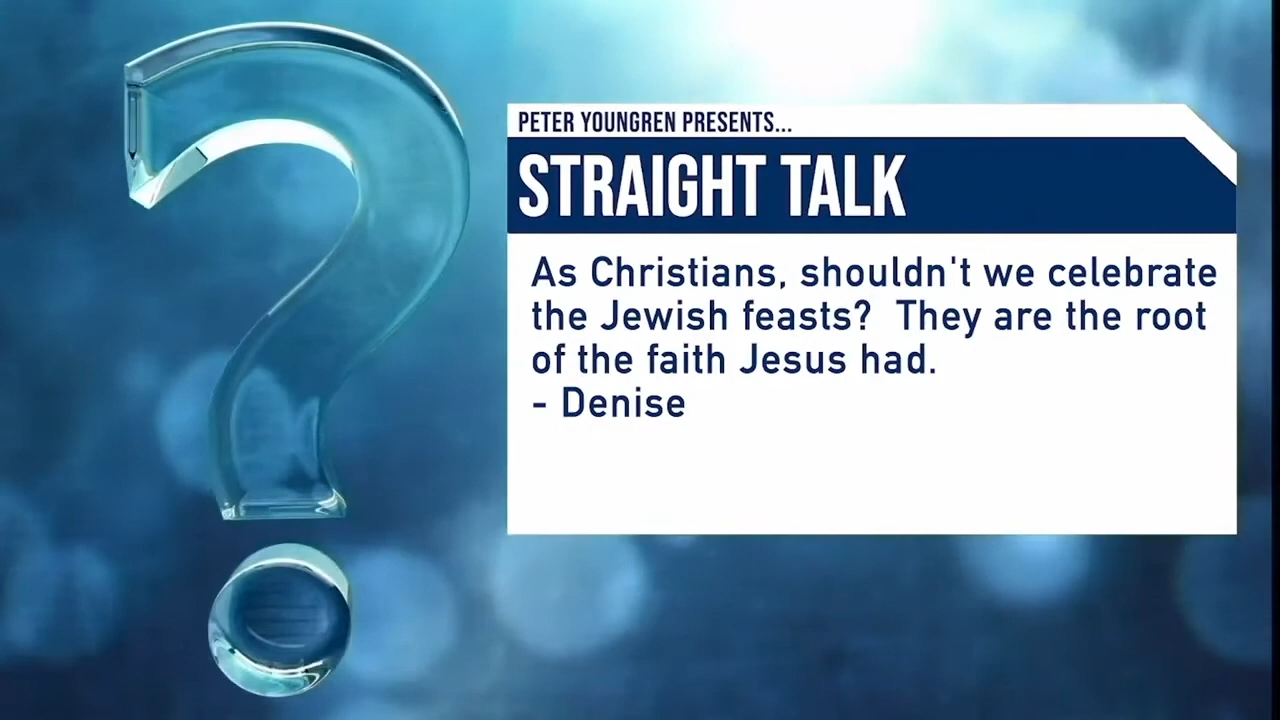 PETER YOUNGREN PRESENTS...
STRAIGHT TALK
As Christians, shouldn't we celebrate
the Jewish feasts?  They are the root
of the faith Jesus had.
- Denise